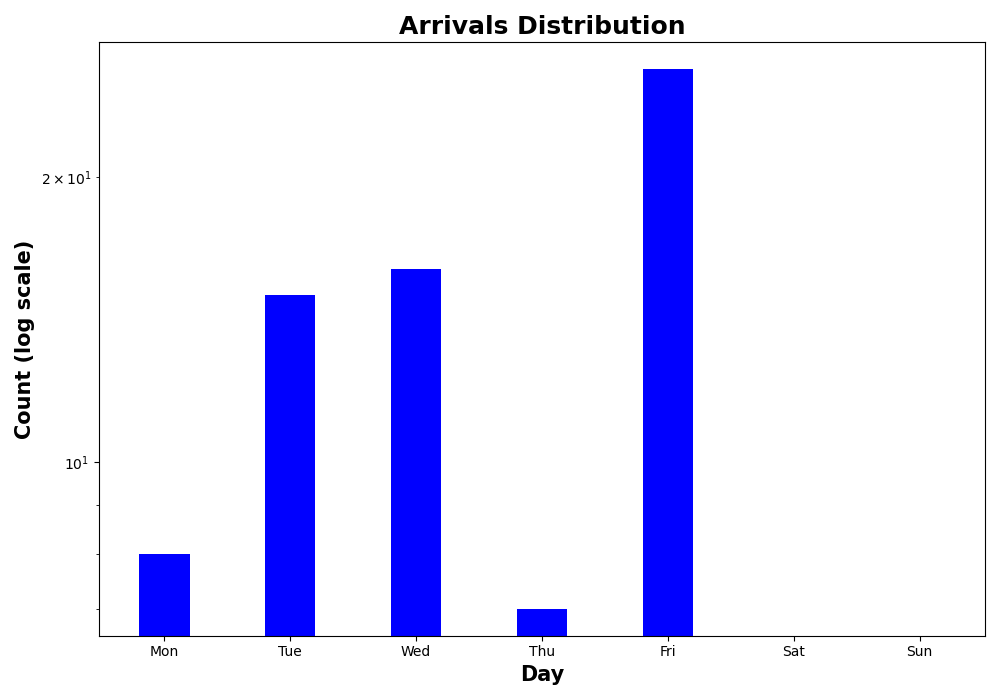 Arrivals Distribution
Count (log scale)
2 × 10¹
10¹
Mon Tue Wed Thu Fri Sat Sun
Day